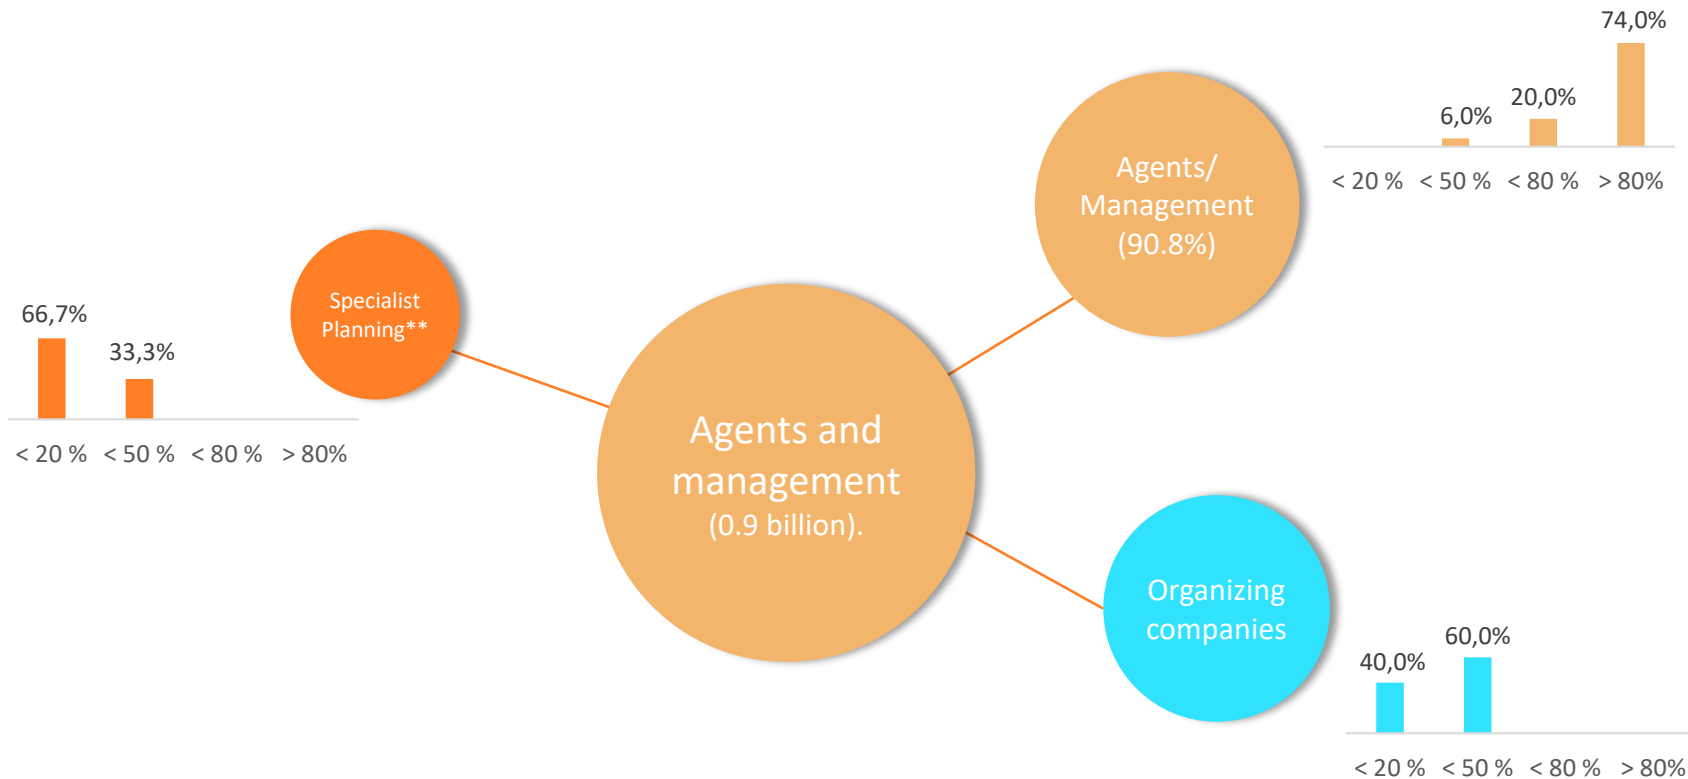 74,0%
20,0%
6,0%
< 20 % < 50 % < 80 % > 80%
Agents/
Management
(90.8%)
Specialist
Planning**
66,7%
33,3%
< 20 % < 50 % < 80 % > 80%
Agents and
management
(0.9 billion).
Organizing
companies
60,0%
40,0%
< 20 % < 50 % < 80 % > 80%